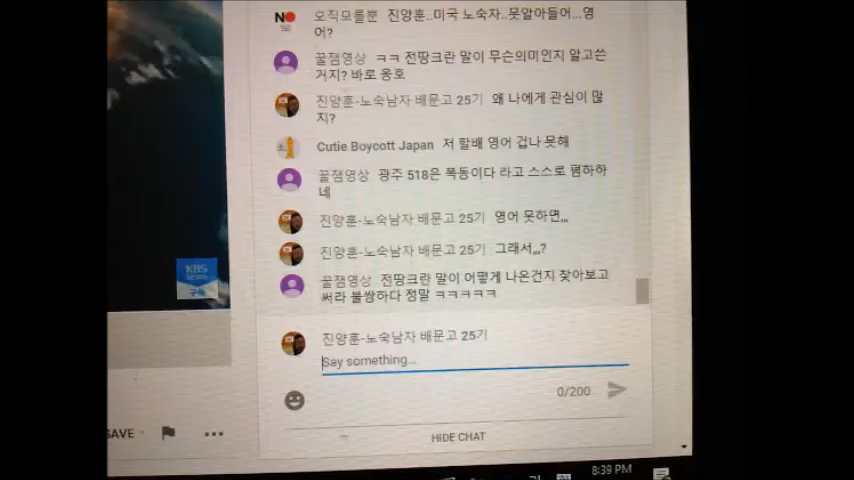 NO
오직모를뿐 진양훈..미국 노숙자..못알아들어...영
어?
꿀잼영상 ㅋㅋ 전땅크란 말이 무슨의미인지 알고쓴
거지? 바로 옹호
진양훈-노숙남자 배문고 25기 왜 나에게 관심이 많
지?
Cutie Boycott Japan 저 할배 영어 겁나 못해
꿀잼영상 광주 518은 폭동이다 라고 스스로 폄하하
네
진양훈-노숙남자 배문고 25기 영어 못하면,,,
진양훈-노숙남자 배문고 25기 그래서,,,?
꿀잼영상 전땅크란 말이 어떻게 나온건지 찾아보고
써라 불쌍하다 정말 ㅋㅋㅋㅋㅋ
KBS
NEWS
구독
진양훈-노숙남자 배문고 25기
Say something...
0/200
SAVE
HIDE CHAT
8:39 PM